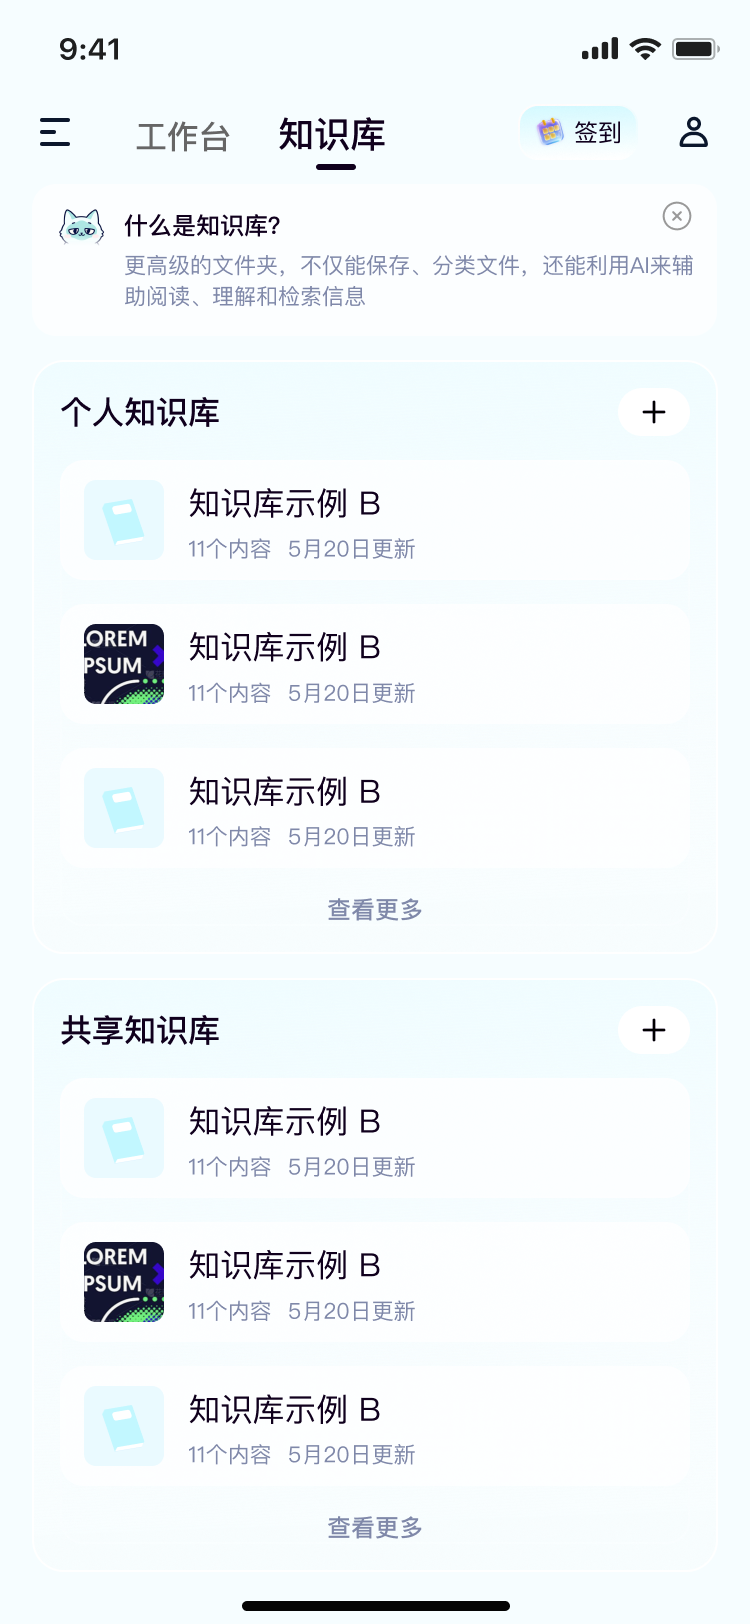 9:41
工作台
知识库
签到
什么是知识库?
更高级的文件夹，不仅能保存、分类文件，还能利用AI来辅
助阅读、理解和检索信息
个人知识库
知识库示例 B
11个内容 5月20日更新
LOREM
IPSUM
知识库示例 B
11个内容 5月20日更新
知识库示例 B
11个内容 5月20日更新
查看更多
共享知识库
知识库示例 B
11个内容 5月20日更新
LOREM
IPSUM
知识库示例 B
11个内容 5月20日更新
知识库示例 B
11个内容 5月20日更新
查看更多